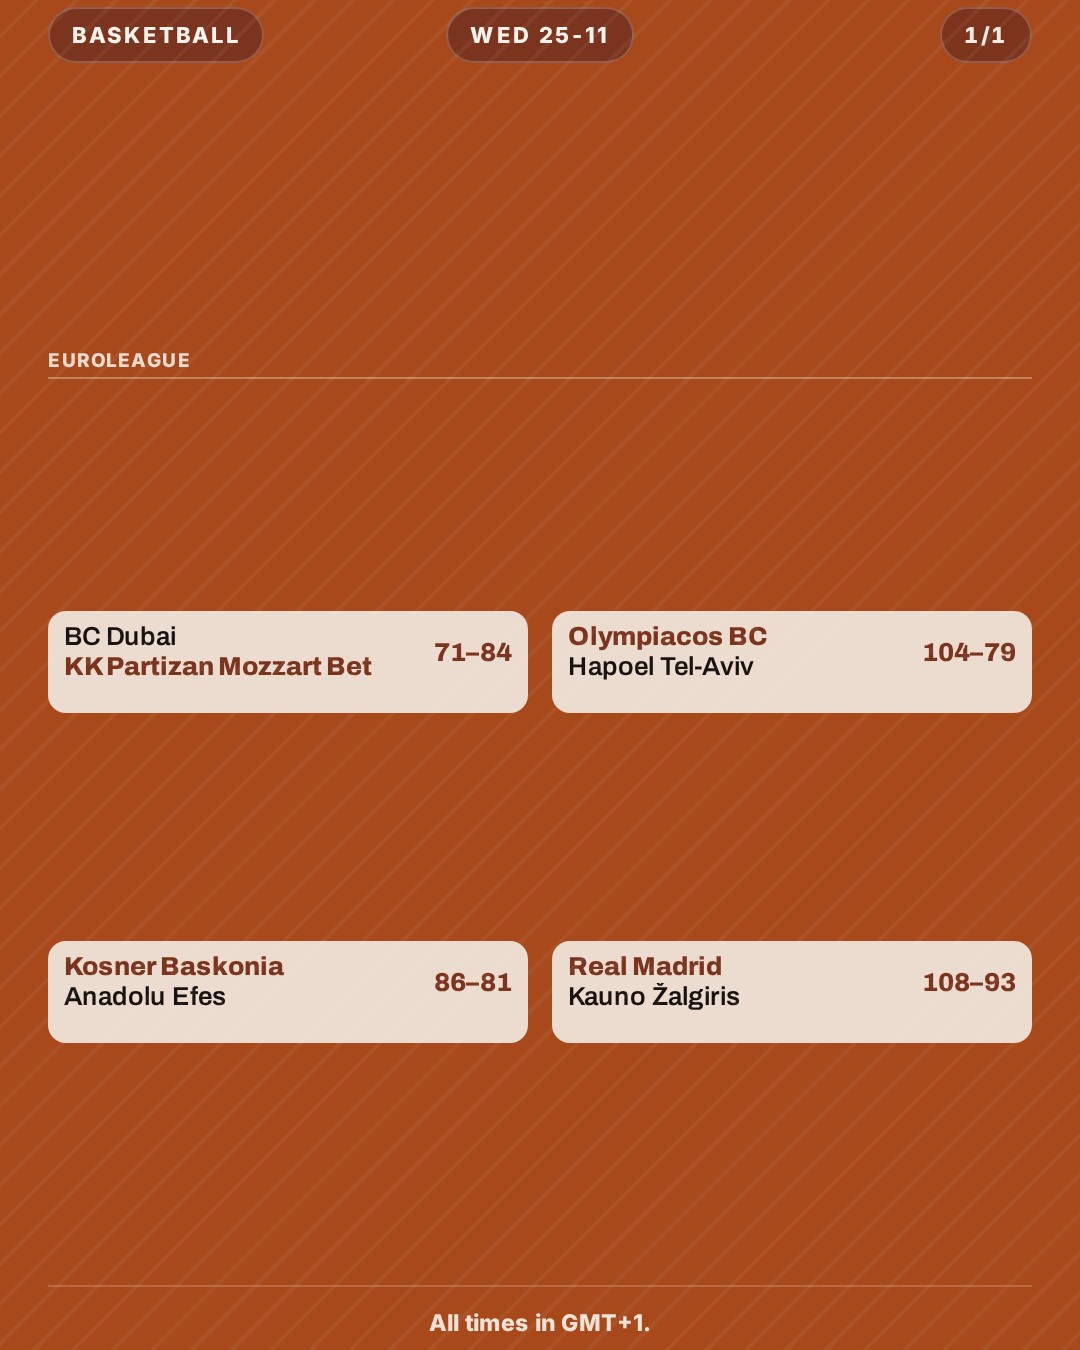 BASKETBALL
WED 25-11
1/1
EUROLEAGUE
BC Dubai
KK Partizan Mozzart Bet
71–84
Olympiacos BC
Hapoel Tel-Aviv
104–79
Kosner Baskonia
Anadolu Efes
86–81
Real Madrid
Kauno Žalgiris
108–93
All times in GMT+1.